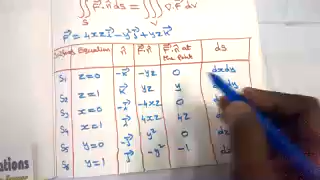 ∬ F⃗.n̂ ds = ∭ ∇.F⃗ dv
S V
F⃗ = 4xz i⃗ - y² j⃗ + yz k⃗
Surface Equation n̂ F⃗.n̂ F⃗.n̂ at the point ds
S₁ z=0 -k⃗ -yz 0 dxdy
S₂ z=1 k⃗ yz y
S₃ x=0 -4xz 0
S₄ x=1 4xz 4z
S₅ y=0 -j⃗ y² 0
S₆ y=1 j⃗ -y² -1